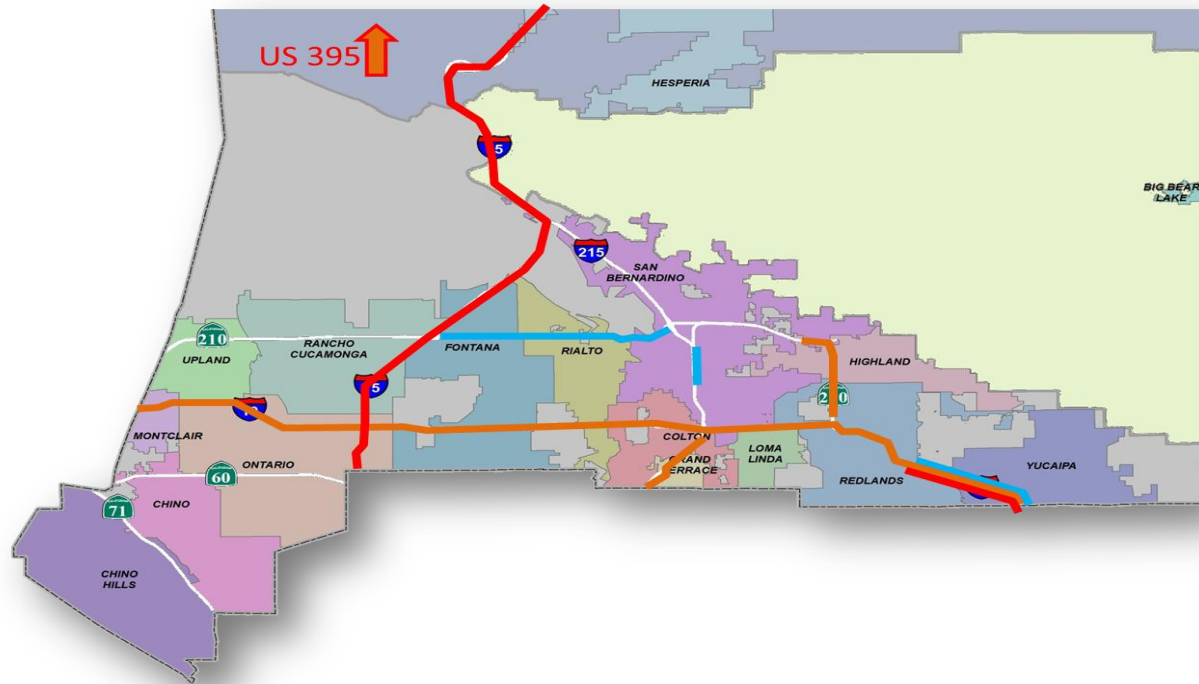 US 395
HESPERIA
15
BIG BEAR
LAKE
215
SAN
BERNARDINO
210
UPLAND
RANCHO
CUCAMONGA
FONTANA
RIALTO
HIGHLAND
15
210
MONTCLAIR
ONTARIO
COLTON
GRAND
TERRACE
LOMA
LINDA
REDLANDS
YUCAIPA
60
CHINO
71
CHINO
HILLS